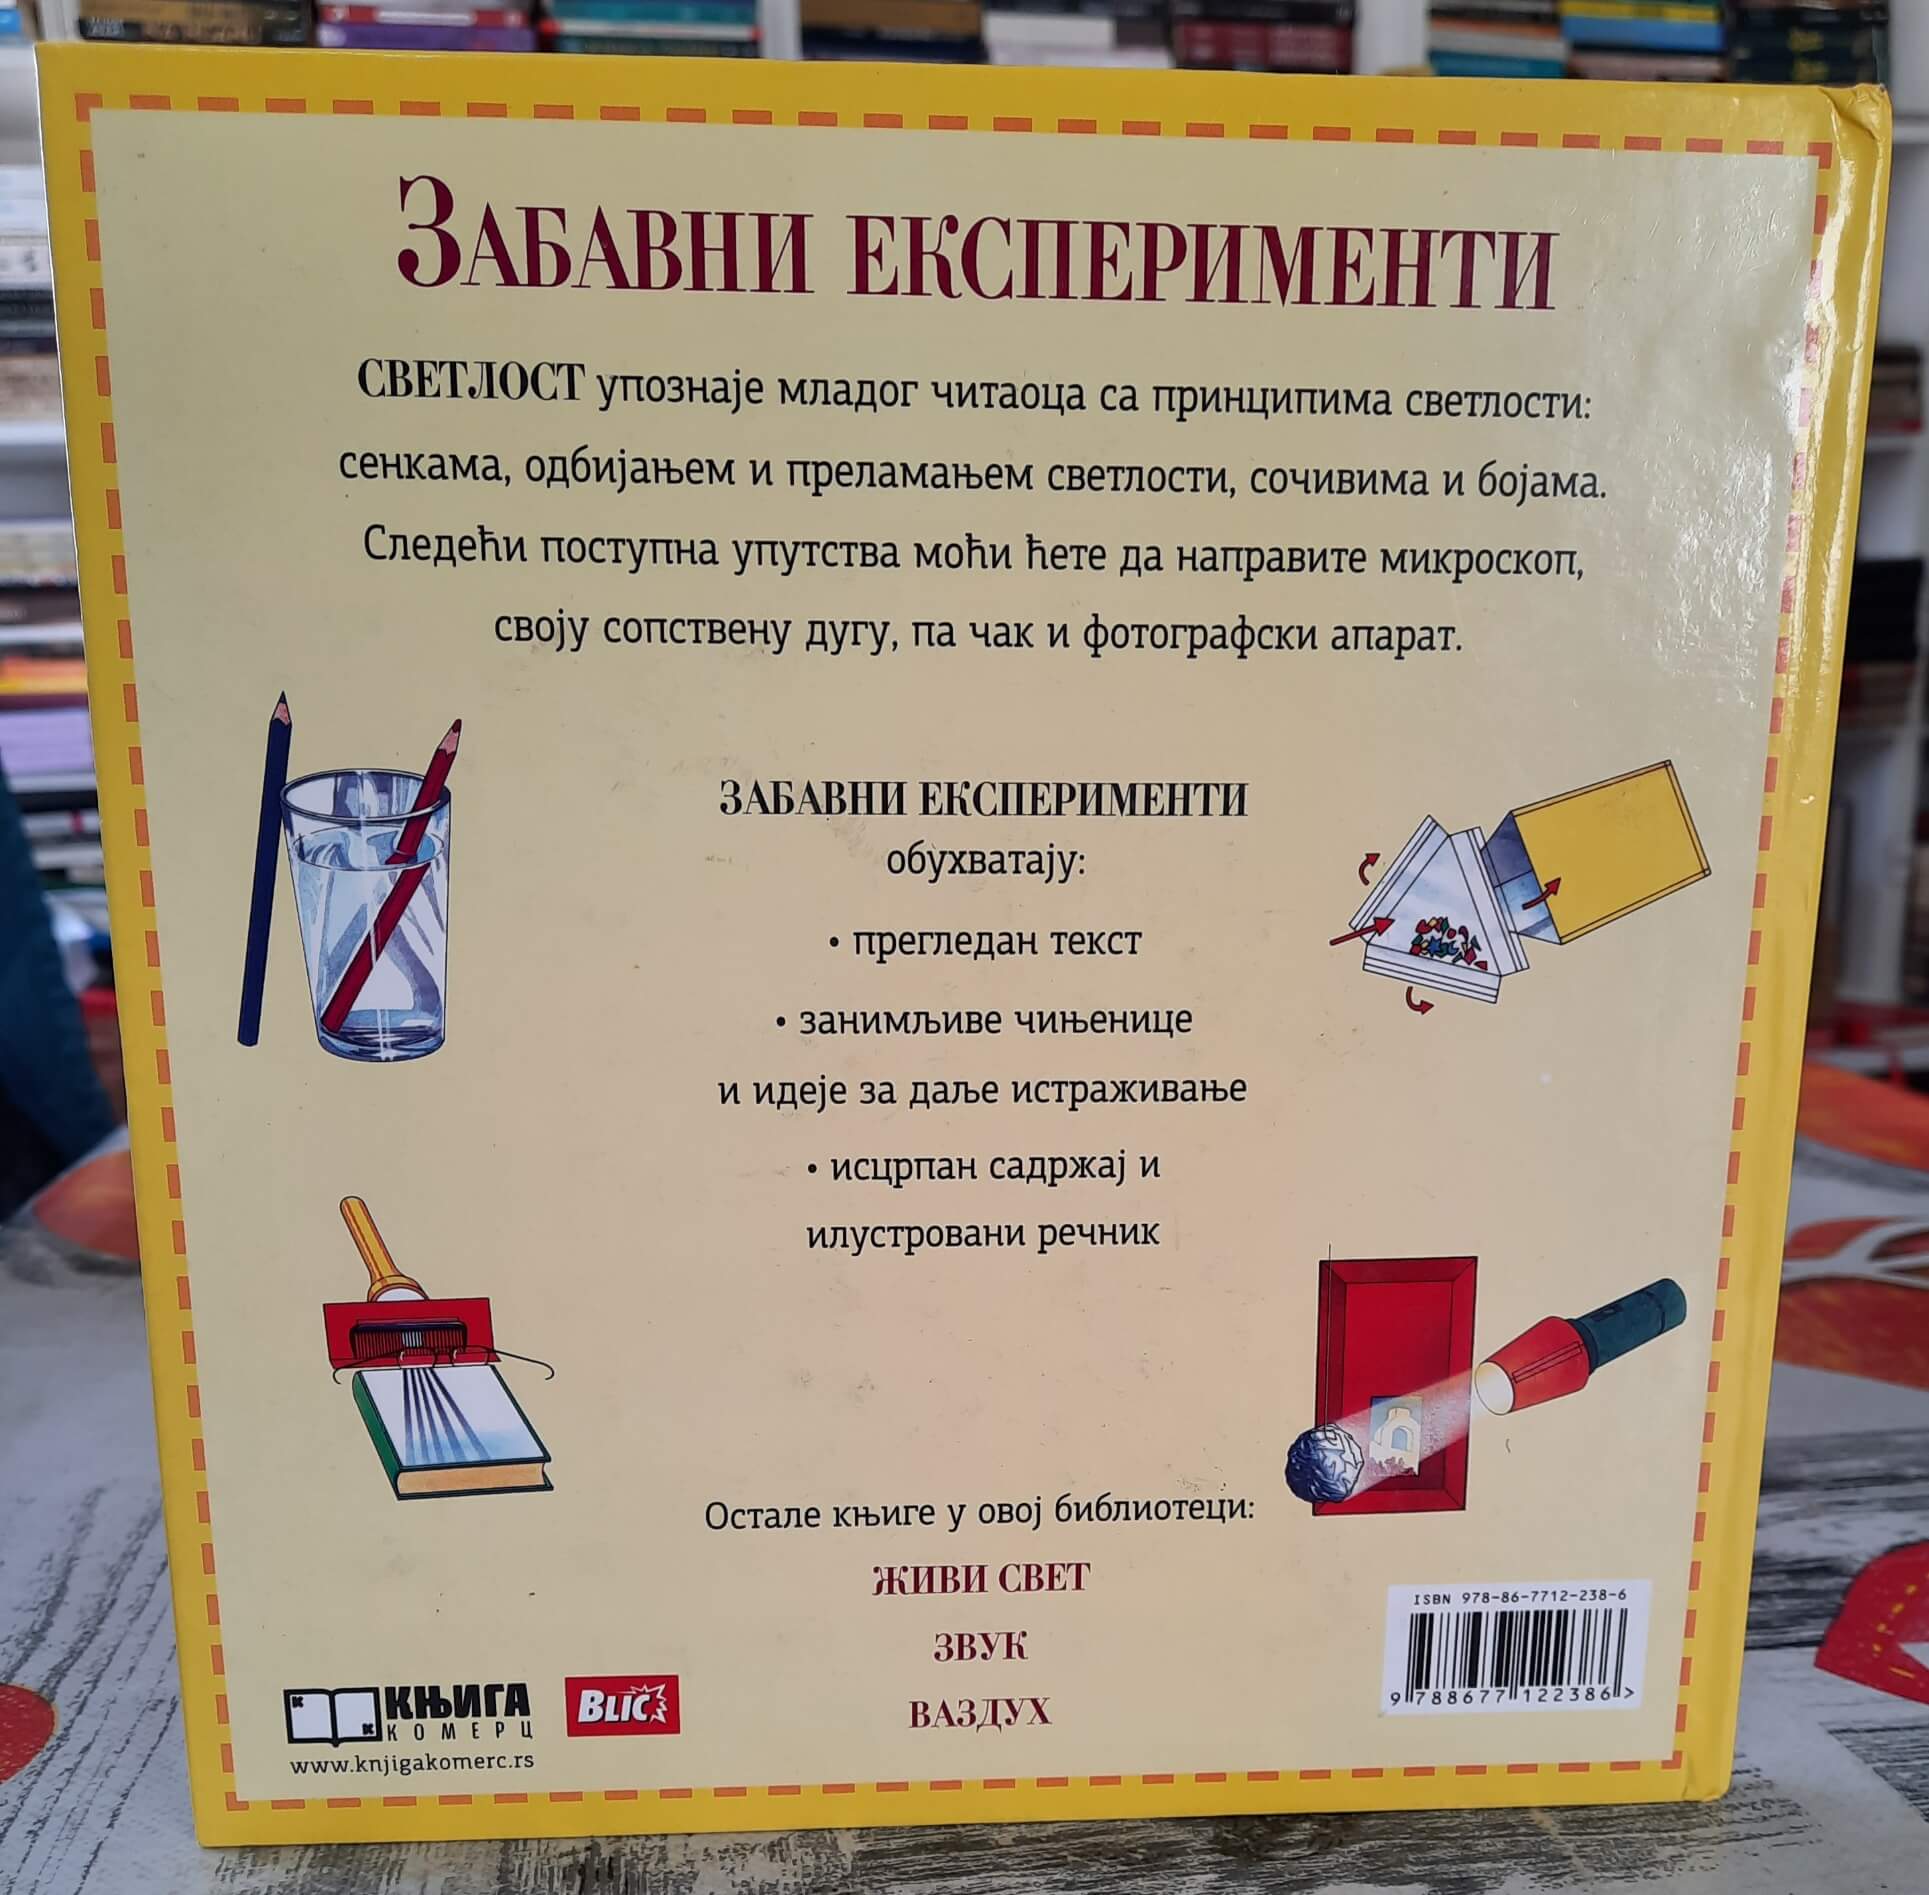 ЗАБАВНИ ЕКСПЕРИМЕНТИ
СВЕТЛОСТ упознаје младог читаоца са принципима светлости:
сенкама, одбијањем и преламањем светлости, сочивима и бојама.
Следећи поступна упутства моћи ћете да направите микроскоп,
своју сопствену дугу, па чак и фотографски апарат.
ЗАБАВНИ ЕКСПЕРИМЕНТИ
обухватају:
• прегледан текст
• занимљиве чињенице
и идеје за даље истраживање
• исцрпан садржај и
илустровани речник
Остале књиге у овој библиотеци:
ЖИВИ СВЕТ
ЗВУК
ВАЗДУХ
К К КЊИГА
КОМЕРЦ
www.knjigakomerc.rs
BLIC
ISBN 978-86-7712-238-6
9 788677 122386 >